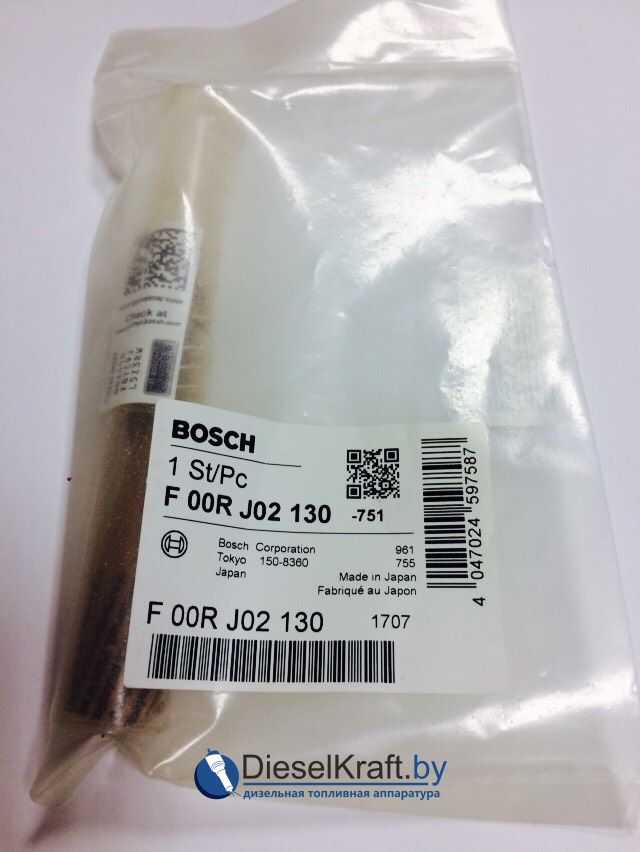 Check at
BOSCH
1 St/Pc
F 00R J02 130 -751
Bosch Corporation 961
Tokyo 150-8360 755
Japan Made in Japan
Fabriqué au Japon
F 00R J02 130 1707
4 047024 597587
DieselKraft.by
дизельная топливная аппаратура